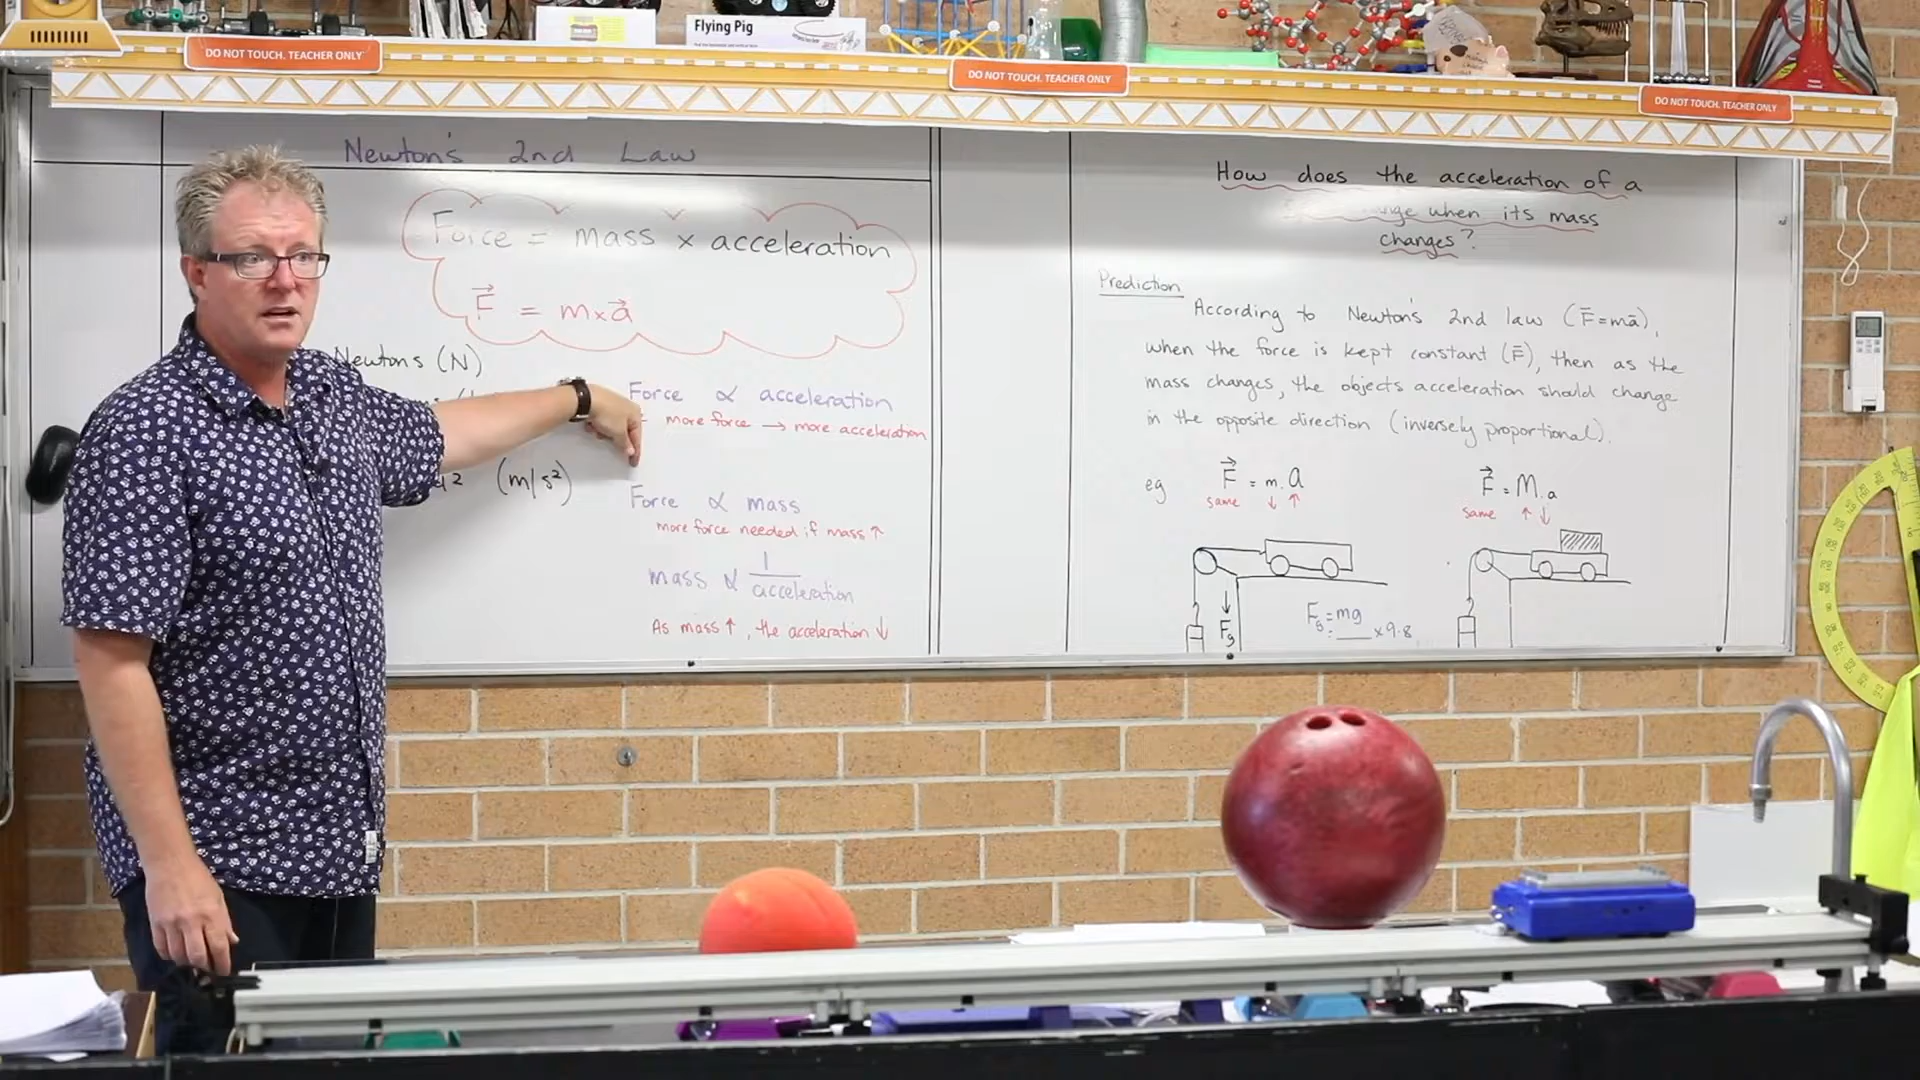 Flying Pig
DO NOT TOUCH. TEACHER ONLY
DO NOT TOUCH. TEACHER ONLY
DO NOT TOUCH. TEACHER ONLY
Newton's 2nd Law
Force = mass x acceleration
F⃗ = m x a⃗
Newtons (N)
(m/s²)
Force ∝ acceleration
more force → more acceleration
Force ∝ mass
more force needed if mass ↑
mass ∝ 1/acceleration
As mass ↑, the acceleration ↓
How does the acceleration of a
when its mass
changes?
Prediction
According to Newton's 2nd law (F⃗=ma⃗),
when the force is kept constant (F⃗), then as the
mass changes, the objects acceleration should change
in the opposite direction (inversely proportional).
eg F⃗ = m.a
same ↓ ↑
F⃗ = M.a
same ↑ ↓
Fg
Fg = mg
= ___ x 9.8